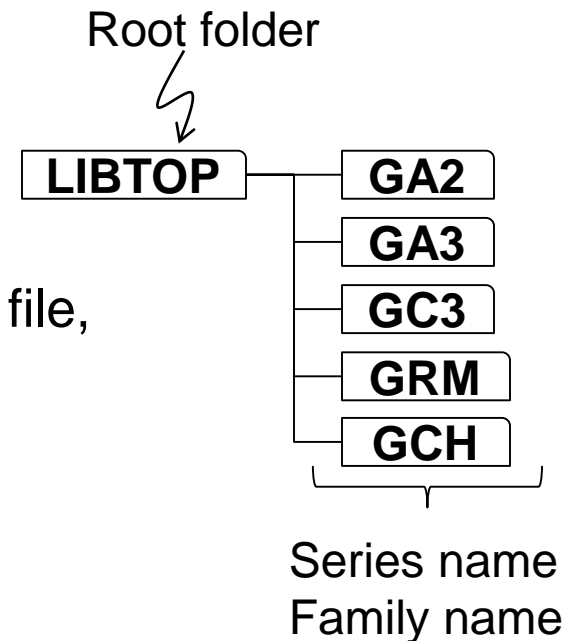 Root folder
LIBTOP
GA2
GA3
file,
GC3
GRM
GCH
Series name
Family name